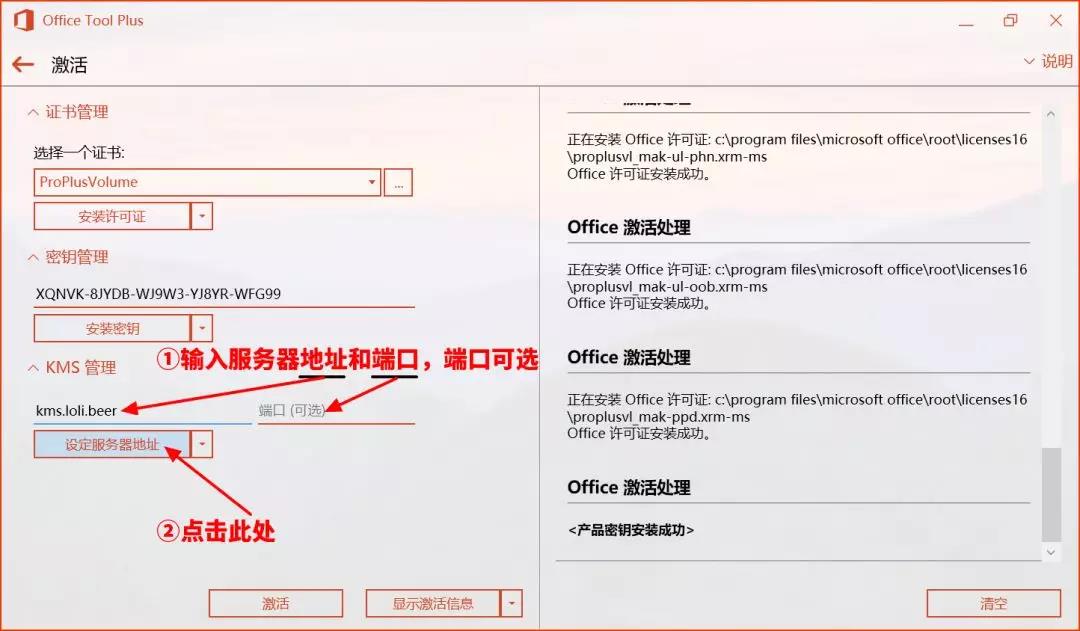 Office Tool Plus
激活
说明
证书管理
选择一个证书:
ProPlusVolume
...
安装许可证
密钥管理
XQNVK-8JYDB-WJ9W3-YJ8YR-WFG99
安装密钥
①输入服务器地址和端口，端口可选
KMS 管理
kms.loli.beer
端口 (可选)
设定服务器地址
②点击此处
激活
显示激活信息
正在安装 Office 许可证: c:\program files\microsoft office\root\licenses16
\proplusvl_mak-ul-phn.xrm-ms
Office 许可证安装成功。
Office 激活处理
正在安装 Office 许可证: c:\program files\microsoft office\root\licenses16
\proplusvl_mak-ul-oob.xrm-ms
Office 许可证安装成功。
Office 激活处理
正在安装 Office 许可证: c:\program files\microsoft office\root\licenses16
\proplusvl_mak-ppd.xrm-ms
Office 许可证安装成功。
Office 激活处理
<产品密钥安装成功>
清空